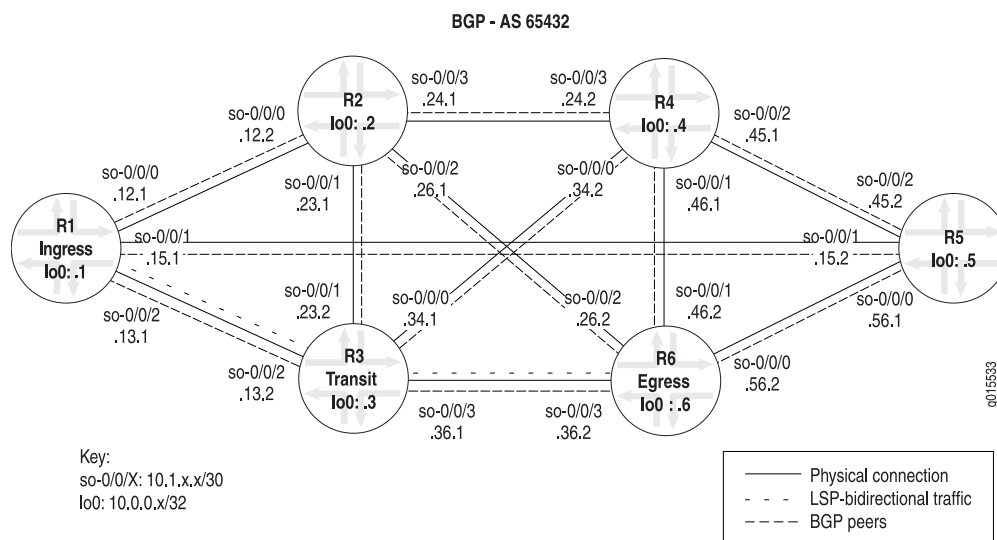 BGP - AS 65432
R2
lo0: .2
R4
lo0: .4
so-0/0/3
.24.1
so-0/0/3
.24.2
so-0/0/0
.12.2
so-0/0/2
.45.1
so-0/0/0
.12.1
so-0/0/1
.23.1
so-0/0/2
.26.1
so-0/0/0
.34.2
so-0/0/1
.46.1
so-0/0/2
.45.2
R1
Ingress
lo0: .1
so-0/0/1
.15.1
so-0/0/1
.15.2
R5
lo0: .5
so-0/0/2
.13.1
so-0/0/1
.23.2
so-0/0/0
.34.1
so-0/0/2
.26.2
so-0/0/1
.46.2
so-0/0/0
.56.1
so-0/0/2
.13.2
R3
Transit
lo0: .3
R6
Egress
lo0 : .6
so-0/0/0
.56.2
so-0/0/3
.36.1
so-0/0/3
.36.2
g015533
Key:
so-0/0/X: 10.1.x.x/30
lo0: 10.0.0.x/32
Physical connection
LSP-bidirectional traffic
BGP peers